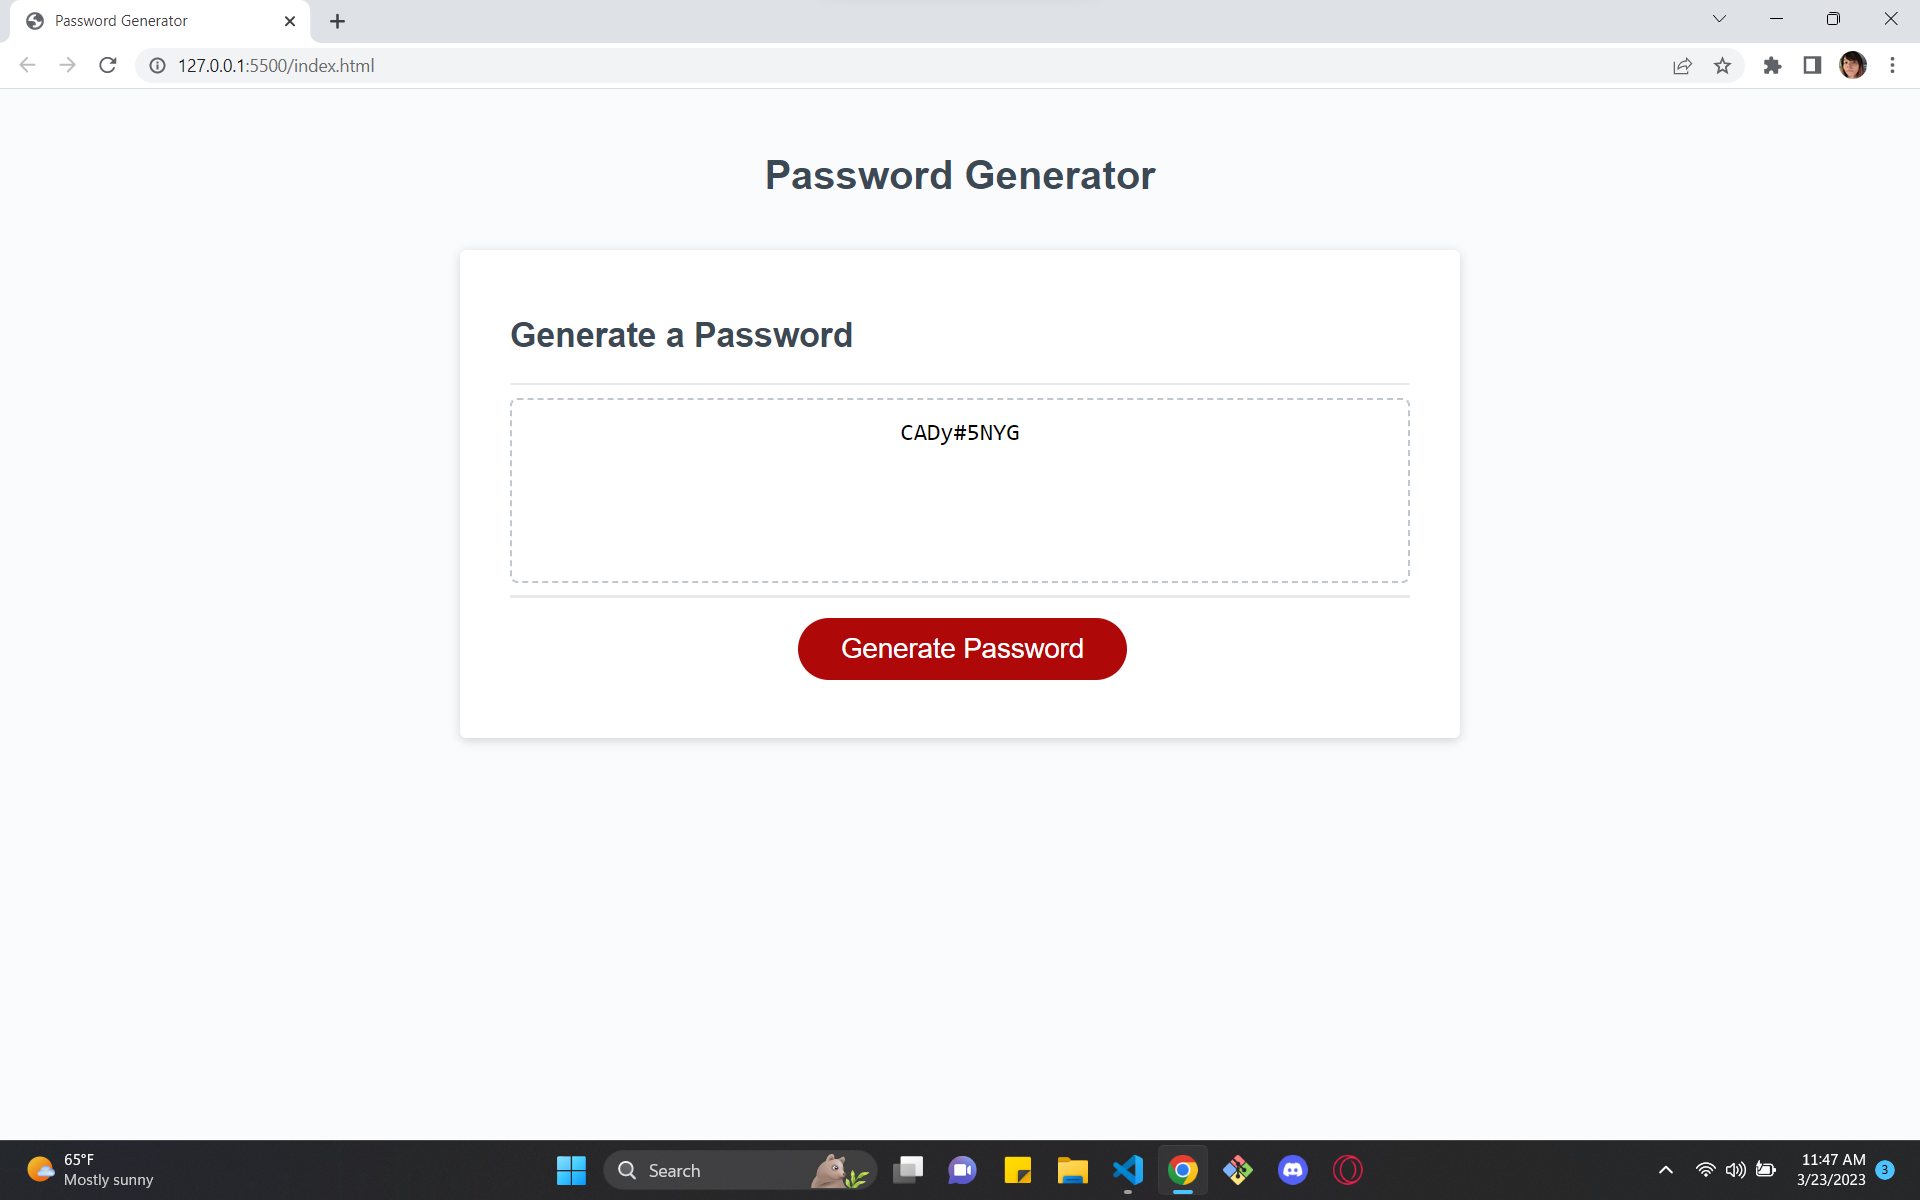 Password Generator
127.0.0.1:5500/index.html
Password Generator
Generate a Password
CADy#5NYG
Generate Password
65°F
Mostly sunny
Search
11:47 AM
3/23/2023
3